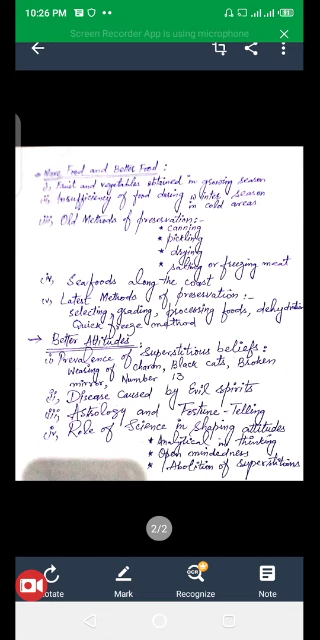 10:26 PM
Screen Recorder App is using microphone
More Food and Better Food :
i, Fruit and vegetables obtained in growing season
ii, Insufficiency of food during winter season
in cold areas
iii, Old Methods of preservation:-
* canning
* pickling
* drying
* salting or freezing meat
iv, Seafoods along the coast
v, Latest Methods of preservation :-
selecting, grading, processing foods, dehydration
Quick freeze method
→ Better Attitudes :
i, Prevalence of Superstitious beliefs:
Wearing of charm, Black cats, Broken
mirror, Number 13
ii, Disease caused by Evil spirits
iii, Astrology and Fortune-Telling
iv, Role of Science in shaping attitudes
* Analytical in thinking
* Open mindedness
* Abolition of superstitions
2/2
Rotate
Mark
OCR
Recognize
Note